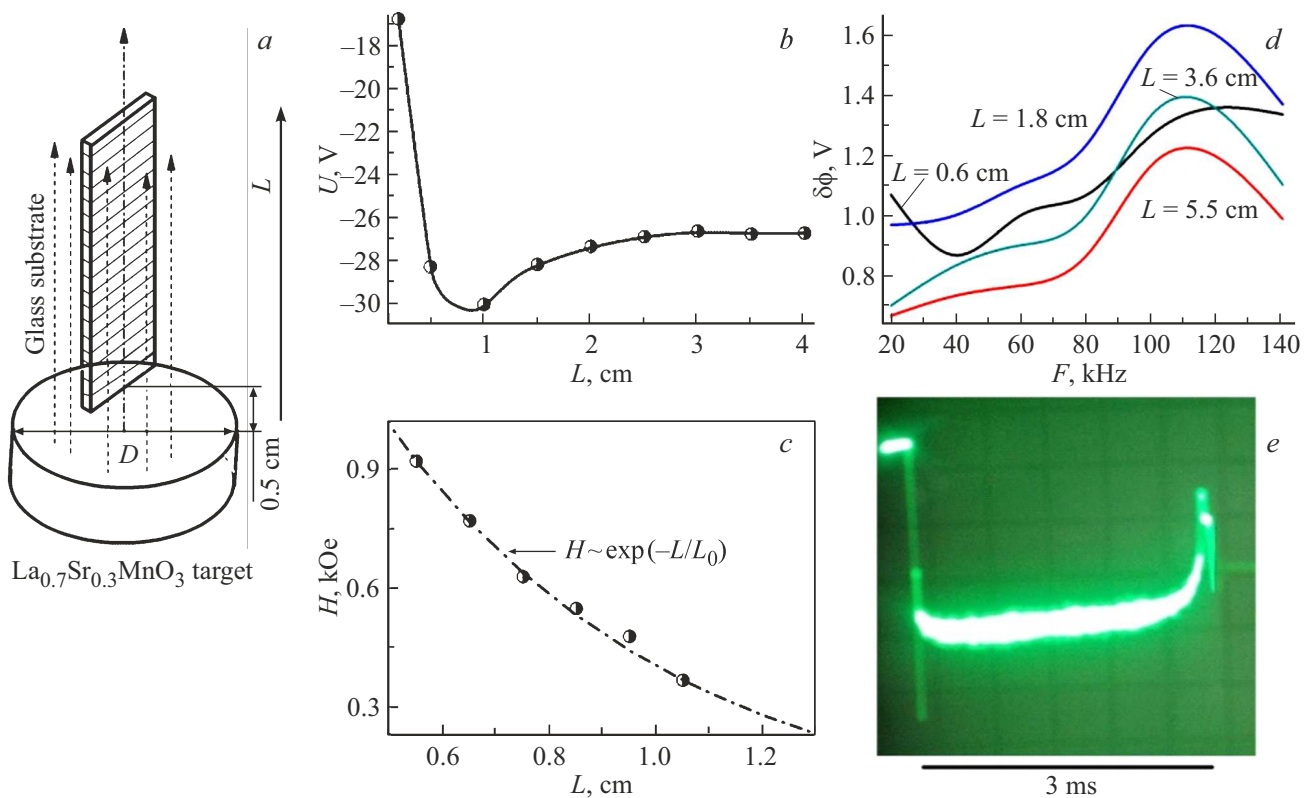 a
L
Glass substrate
D
0.5 cm
La0.7Sr0.3MnO3 target
b
U, V
–18
–20
–22
–24
–26
–28
–30
1
2
3
4
L, cm
c
H, kOe
0.9
0.6
0.3
H ~ exp(–L/L0)
0.6
0.8
1.0
1.2
L, cm
d
δϕ, V
1.6
1.4
1.2
1.0
0.8
L = 3.6 cm
L = 1.8 cm
L = 0.6 cm
L = 5.5 cm
20
40
60
80
100
120
140
F, kHz
e
3 ms